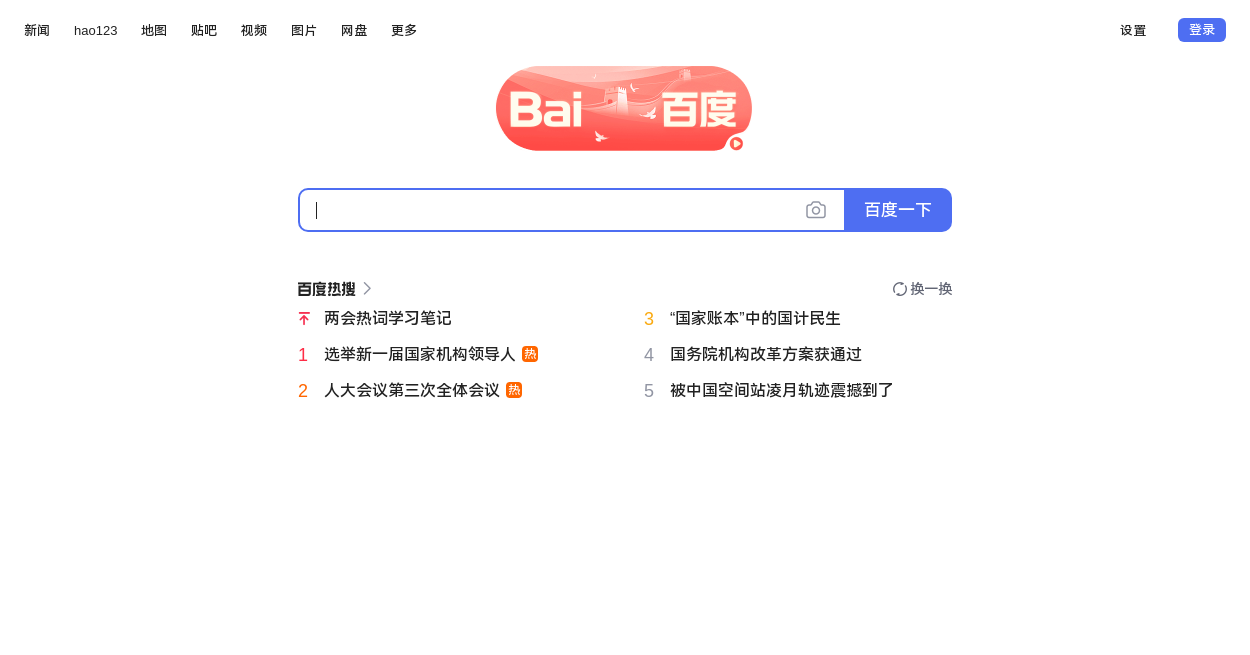 新闻 hao123 地图 贴吧 视频 图片 网盘 更多 设置 登录
Bai 百度
百度一下
百度热搜 换一换
两会热词学习笔记
1 选举新一届国家机构领导人 热
2 人大会议第三次全体会议 热
3 “国家账本”中的国计民生
4 国务院机构改革方案获通过
5 被中国空间站凌月轨迹震撼到了